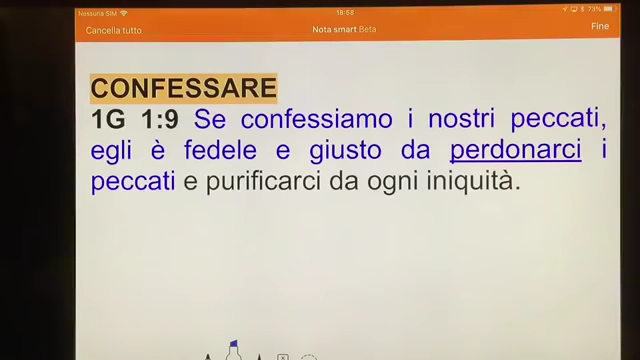 Nessuna SIM 18:58 73%
Cancella tutto Nota smart Beta Fine
CONFESSARE
1G 1:9 Se confessiamo i nostri peccati,
egli è fedele e giusto da perdonarci i
peccati e purificarci da ogni iniquità.